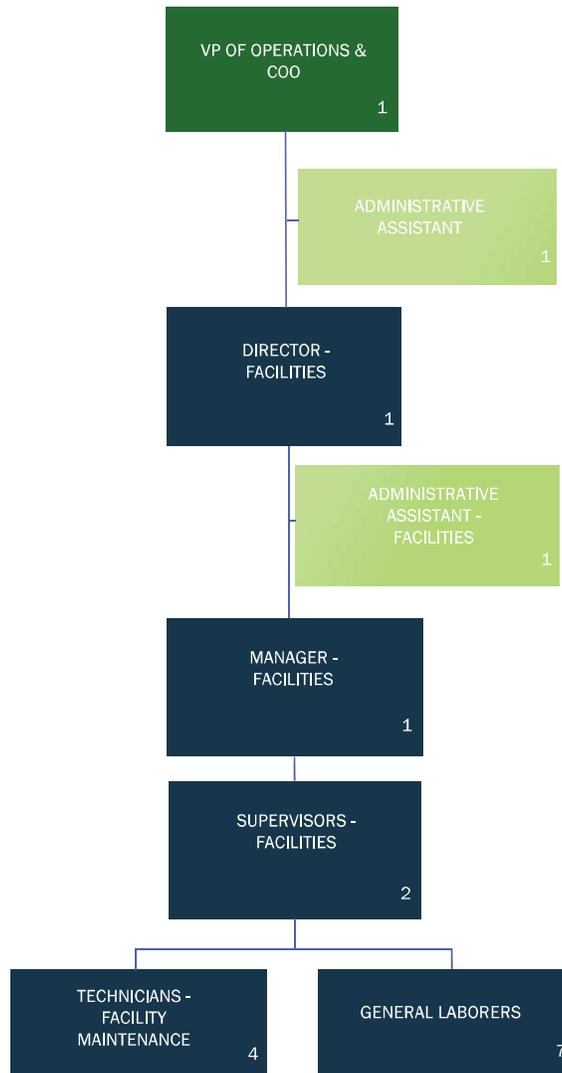 VP OF OPERATIONS &
COO
1
ADMINISTRATIVE
ASSISTANT
1
DIRECTOR -
FACILITIES
1
ADMINISTRATIVE
ASSISTANT -
FACILITIES
1
MANAGER -
FACILITIES
1
SUPERVISORS -
FACILITIES
2
TECHNICIANS -
FACILITY
MAINTENANCE
4
GENERAL LABORERS
7